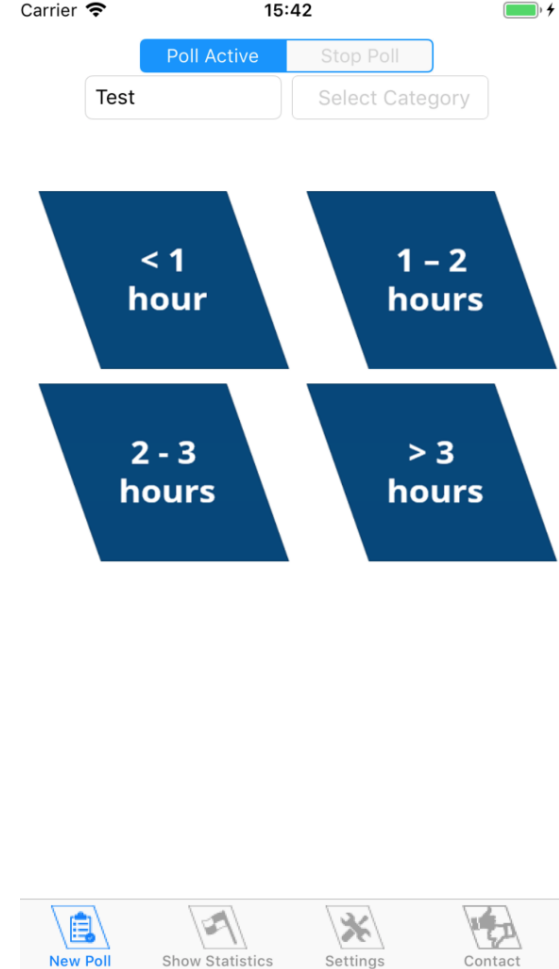 Carrier 15:42
Poll Active Stop Poll
Test Select Category
< 1
hour
1 – 2
hours
2 - 3
hours
> 3
hours
New Poll Show Statistics Settings Contact